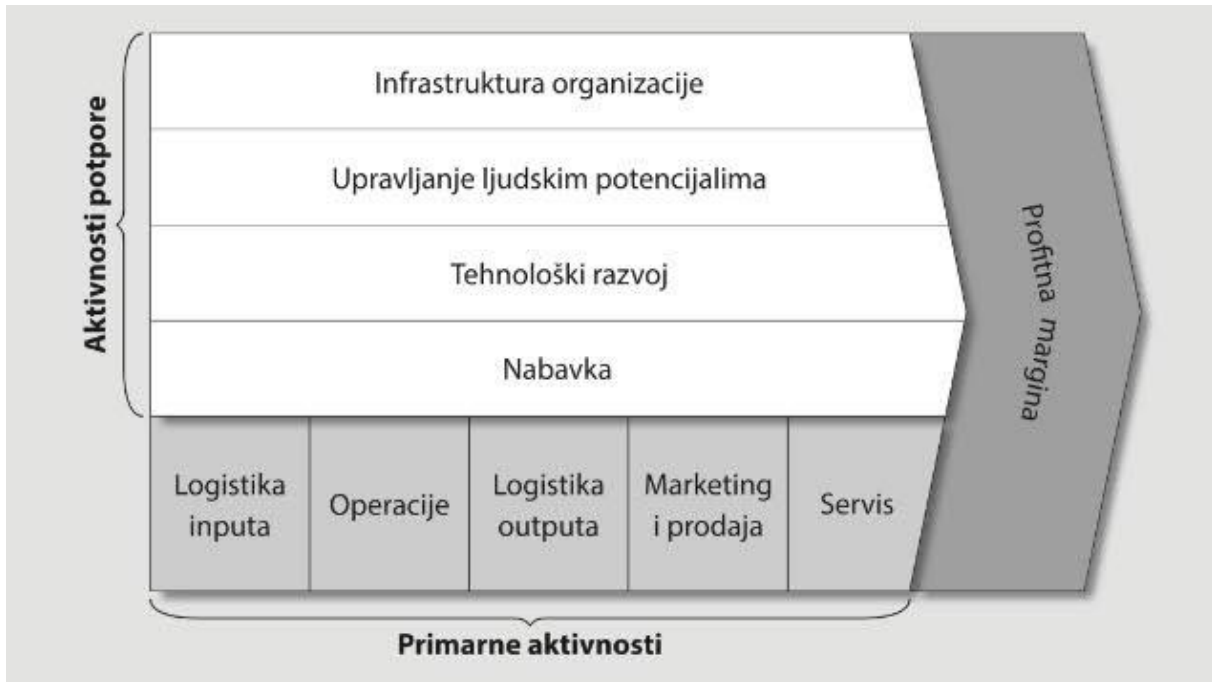 Aktivnosti potpore
Infrastruktura organizacije
Upravljanje ljudskim potencijalima
Tehnološki razvoj
Nabavka
Profitna margina
Logistika
inputa
Operacije
Logistika
outputa
Marketing
i prodaja
Servis
Primarne aktivnosti